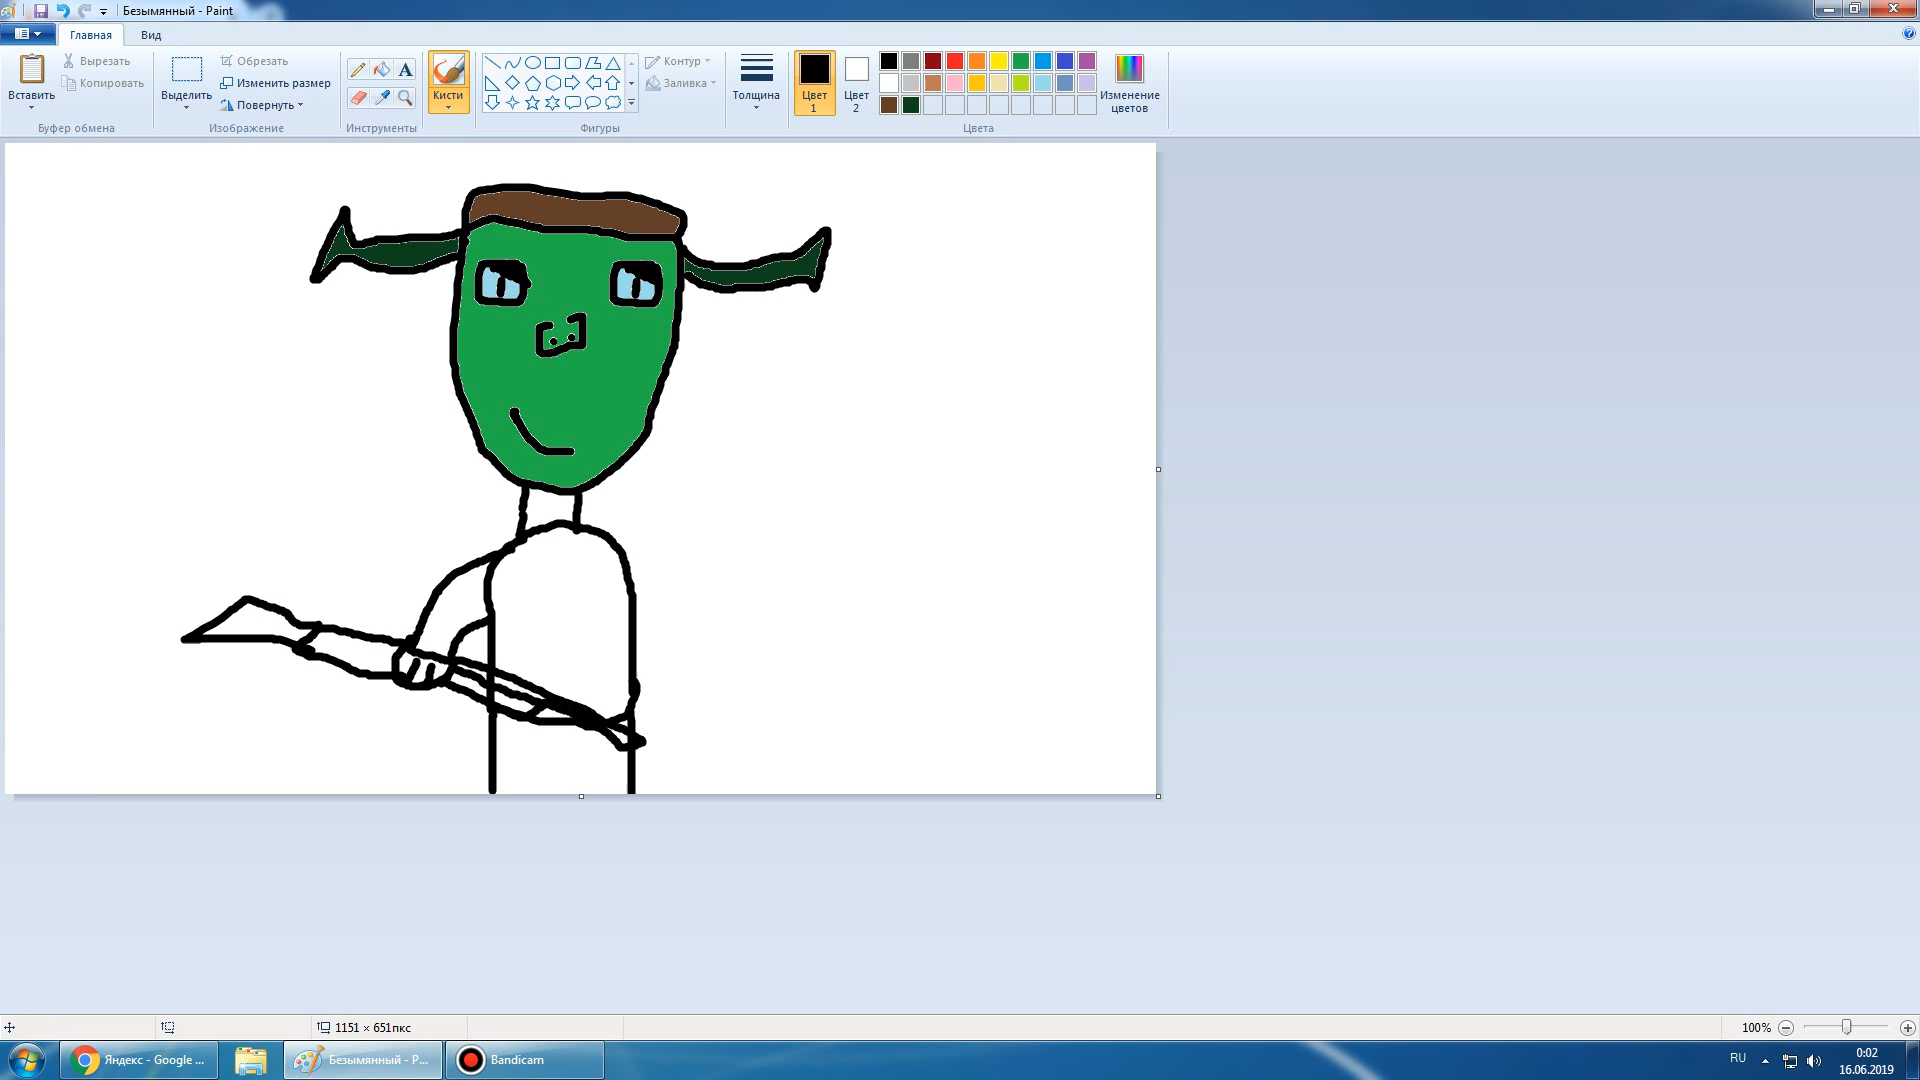 Безымянный - Paint
Главная Вид
Вставить
Вырезать
Копировать
Буфер обмена
Выделить
Обрезать
Изменить размер
Повернуть
Изображение
A
Инструменты
Кисти
Контур
Заливка
Фигуры
Толщина
Цвет 1
Цвет 2
Изменение цветов
Цвета
1151 × 651пкс
100%
Яндекс - Google ...
Безымянный - P...
Bandicam
RU
0:02
16.06.2019